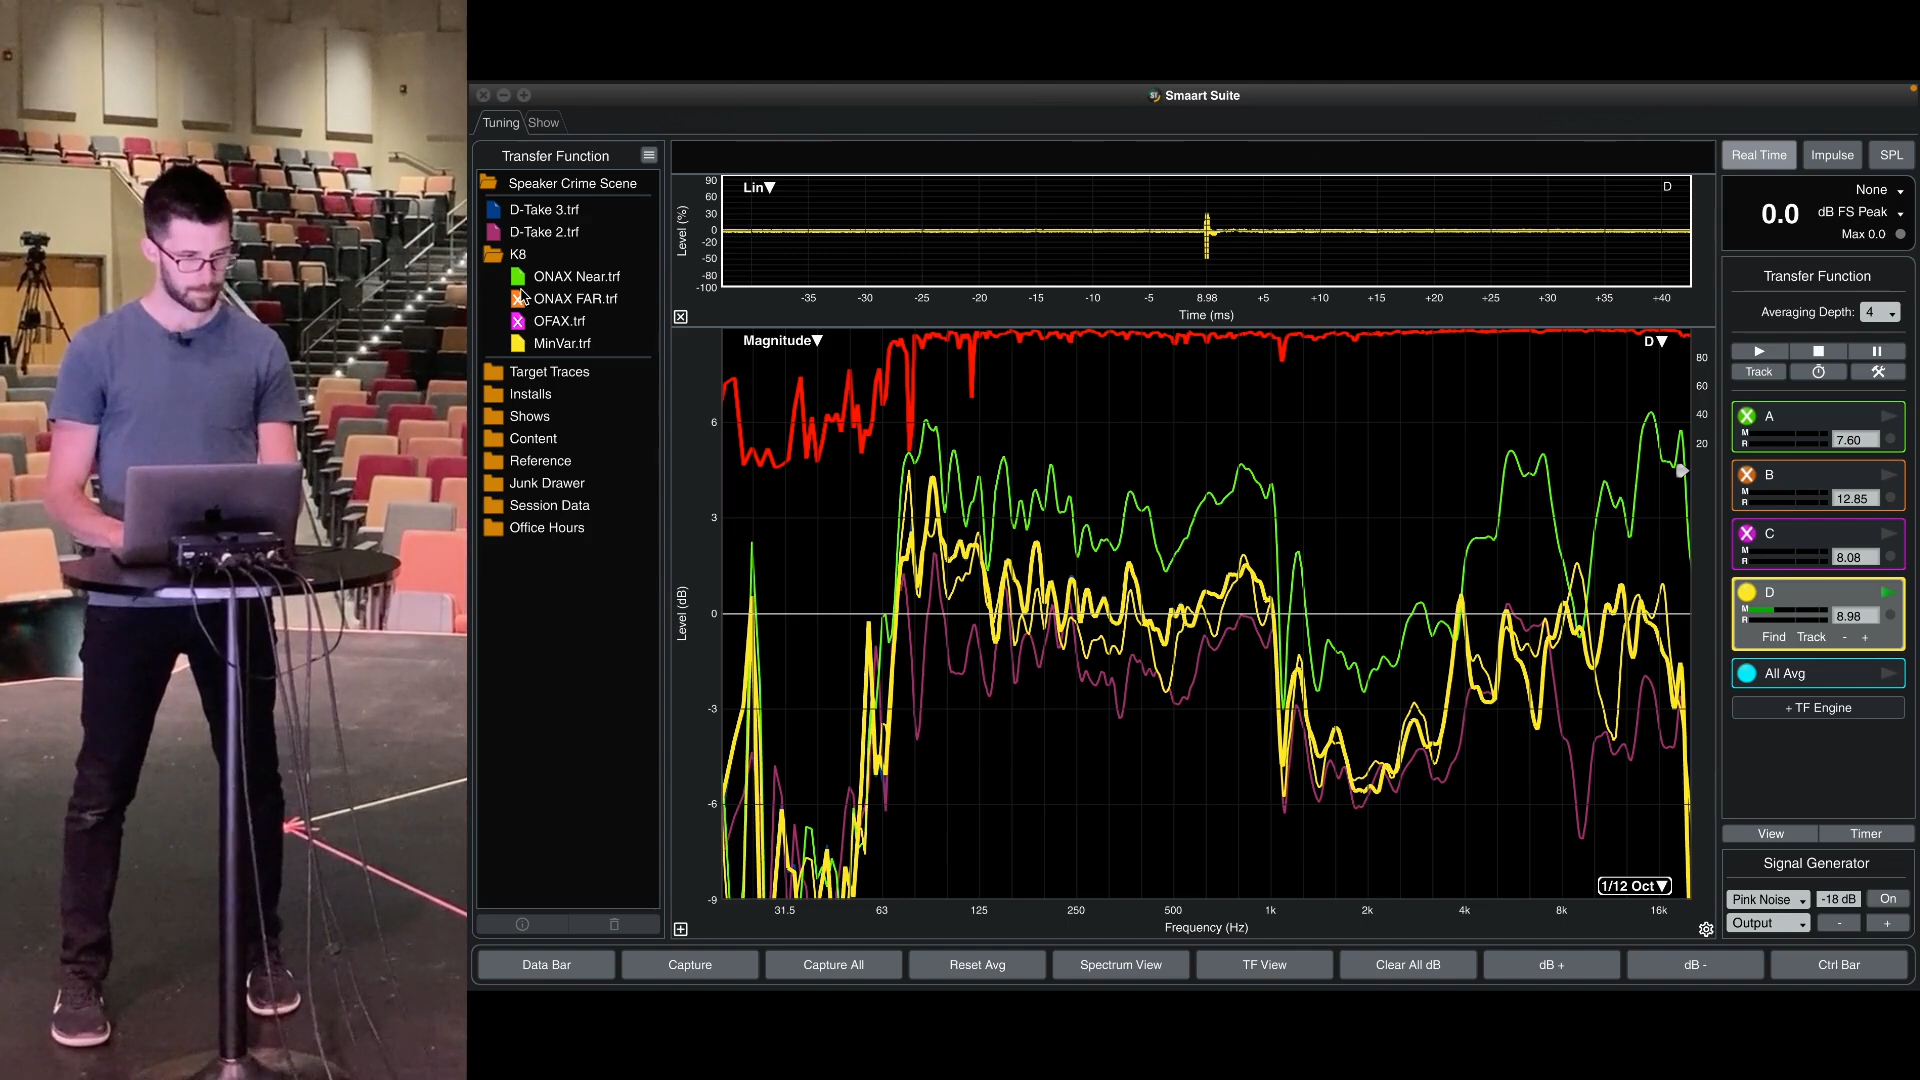 Smaart Suite
Tuning Show
Transfer Function
Speaker Crime Scene
D-Take 3.trf
D-Take 2.trf
K8
ONAX Near.trf
ONAX FAR.trf
OFAX.trf
MinVar.trf
Target Traces
Installs
Shows
Content
Reference
Junk Drawer
Session Data
Office Hours
Lin D
Level (%)
90
60
30
0
-20
-50
-80
-100
-35 -30 -25 -20 -15 -10 -5 8.98 +5 +10 +15 +20 +25 +30 +35 +40
Time (ms)
Magnitude D
80
60
40
20
Level (dB)
6
3
0
-3
-6
-9
1/12 Oct
31.5 63 125 250 500 1k 2k 4k 8k 16k
Frequency (Hz)
Real Time Impulse SPL
None
0.0 dB FS Peak
Max 0.0
Transfer Function
Averaging Depth: 4
Track
A
M
R 7.60
B
M
R 12.85
C
M
R 8.08
D
M
R 8.98
Find Track - +
All Avg
+ TF Engine
View Timer
Signal Generator
Pink Noise -18 dB On
Output - +
Data Bar Capture Capture All Reset Avg Spectrum View TF View Clear All dB dB + dB - Ctrl Bar